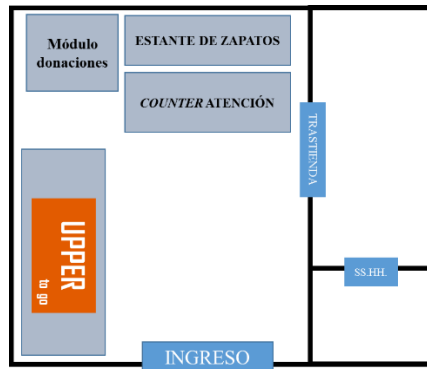 Módulo
donaciones
ESTANTE DE ZAPATOS
COUNTER ATENCIÓN
TRASTIENDA
UPPER
to go
SS.HH.
INGRESO